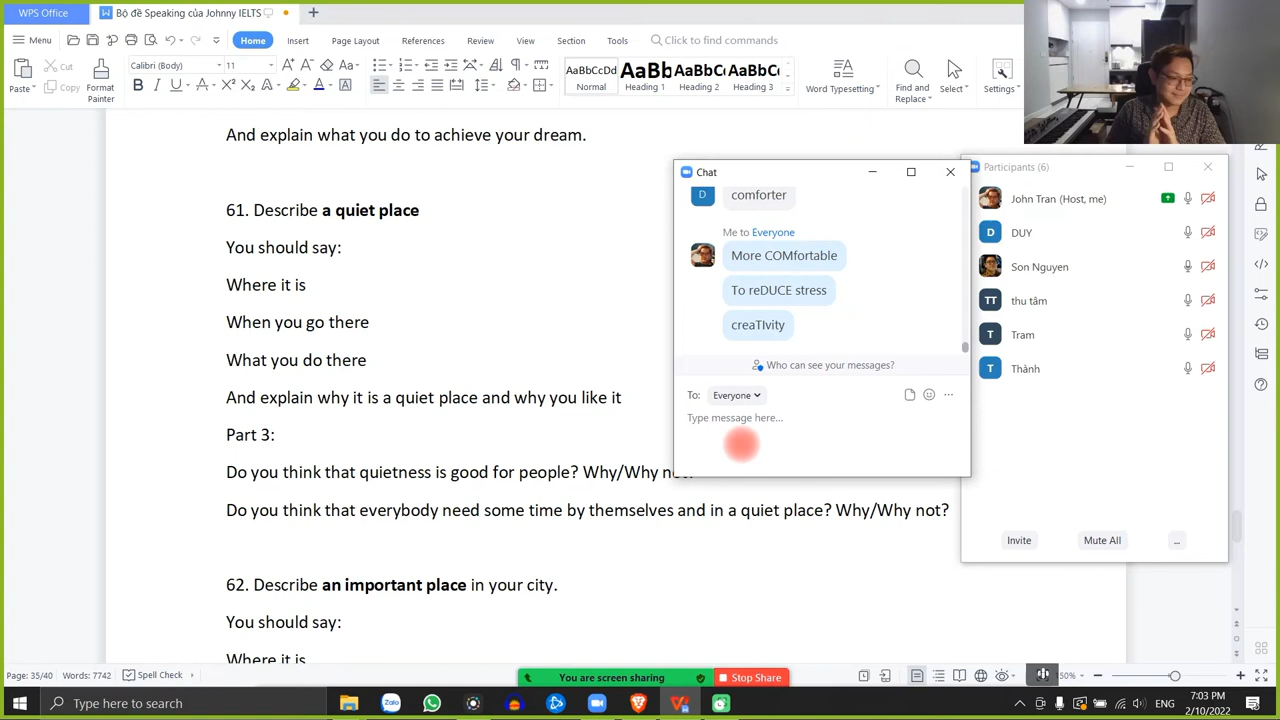 WPS Office
Bộ đề Speaking của Johnny IELTS
Menu
Home
Insert
Page Layout
References
Review
View
Section
Tools
Click to find commands
Paste
Cut
Copy
Format
Painter
Calibri (Body)
11
AaBbCcDd
Normal
AaBb
Heading 1
AaBbC
Heading 2
AaBbC
Heading 3
Word Typesetting
Find and
Replace
Select
Settings
And explain what you do to achieve your dream.
61. Describe a quiet place
You should say:
Where it is
When you go there
What you do there
And explain why it is a quiet place and why you like it
Part 3:
Do you think that quietness is good for people? Why/Why not?
Do you think that everybody need some time by themselves and in a quiet place? Why/Why not?
62. Describe an important place in your city.
You should say:
Where it is
Chat
D
comforter
Me to Everyone
More COMfortable
To reDUCE stress
creaTIvity
Who can see your messages?
To:
Everyone
Type message here...
Participants (6)
John Tran (Host, me)
D
DUY
Son Nguyen
TT
thu tâm
T
Tram
T
Thành
Invite
Mute All
...
Page: 35/40
Words: 7742
Spell Check
You are screen sharing
Stop Share
50%
Type here to search
ENG
7:03 PM
2/10/2022